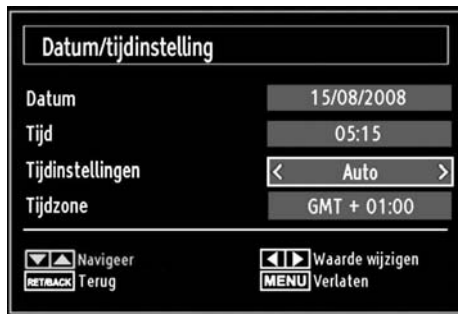 Datum/tijdinstelling
Datum 15/08/2008
Tijd 05:15
Tijdinstellingen < Auto >
Tijdzone GMT + 01:00
Navigeer Waarde wijzigen
RET/BACK Terug MENU Verlaten